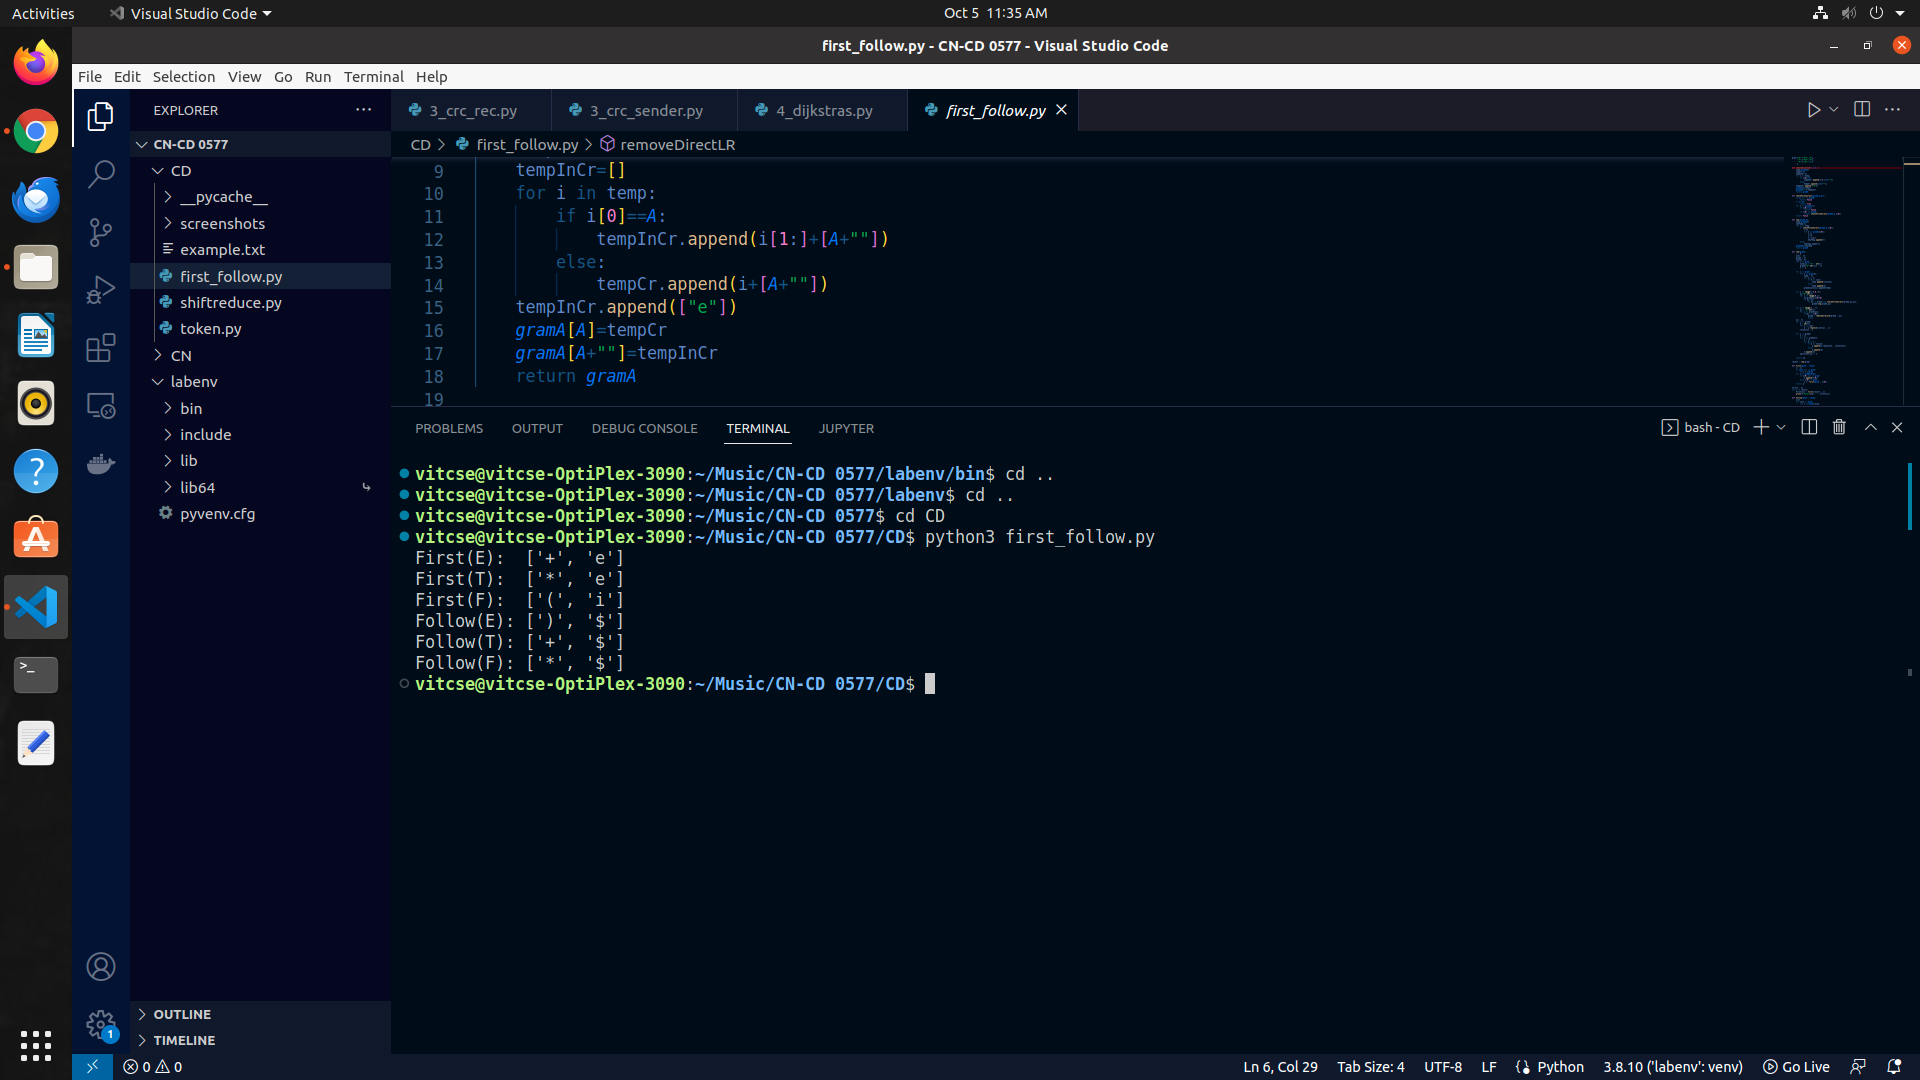 Activities
Visual Studio Code
Oct 5 11:35 AM
first_follow.py - CN-CD 0577 - Visual Studio Code
File Edit Selection View Go Run Terminal Help
EXPLORER
CN-CD 0577
CD
__pycache__
screenshots
example.txt
first_follow.py
shiftreduce.py
token.py
CN
labenv
bin
include
lib
lib64
pyvenv.cfg
OUTLINE
TIMELINE
3_crc_rec.py
3_crc_sender.py
4_dijkstras.py
first_follow.py
CD > first_follow.py > removeDirectLR
9 tempInCr=[]
10 for i in temp:
11 if i[0]==A:
12 tempInCr.append(i[1:]+[A+""])
13 else:
14 tempCr.append(i+[A+""])
15 tempInCr.append(["e"])
16 gramA[A]=tempCr
17 gramA[A+""]=tempInCr
18 return gramA
19
PROBLEMS OUTPUT DEBUG CONSOLE TERMINAL JUPYTER
bash - CD
vitcse@vitcse-OptiPlex-3090:~/Music/CN-CD 0577/labenv/bin$ cd ..
vitcse@vitcse-OptiPlex-3090:~/Music/CN-CD 0577/labenv$ cd ..
vitcse@vitcse-OptiPlex-3090:~/Music/CN-CD 0577$ cd CD
vitcse@vitcse-OptiPlex-3090:~/Music/CN-CD 0577/CD$ python3 first_follow.py
First(E):  ['+', 'e']
First(T):  ['*', 'e']
First(F):  ['(', 'i']
Follow(E): [')', '$']
Follow(T): ['+', '$']
Follow(F): ['*', '$']
vitcse@vitcse-OptiPlex-3090:~/Music/CN-CD 0577/CD$
1
0 0
Ln 6, Col 29 Tab Size: 4 UTF-8 LF Python 3.8.10 ('labenv': venv) Go Live